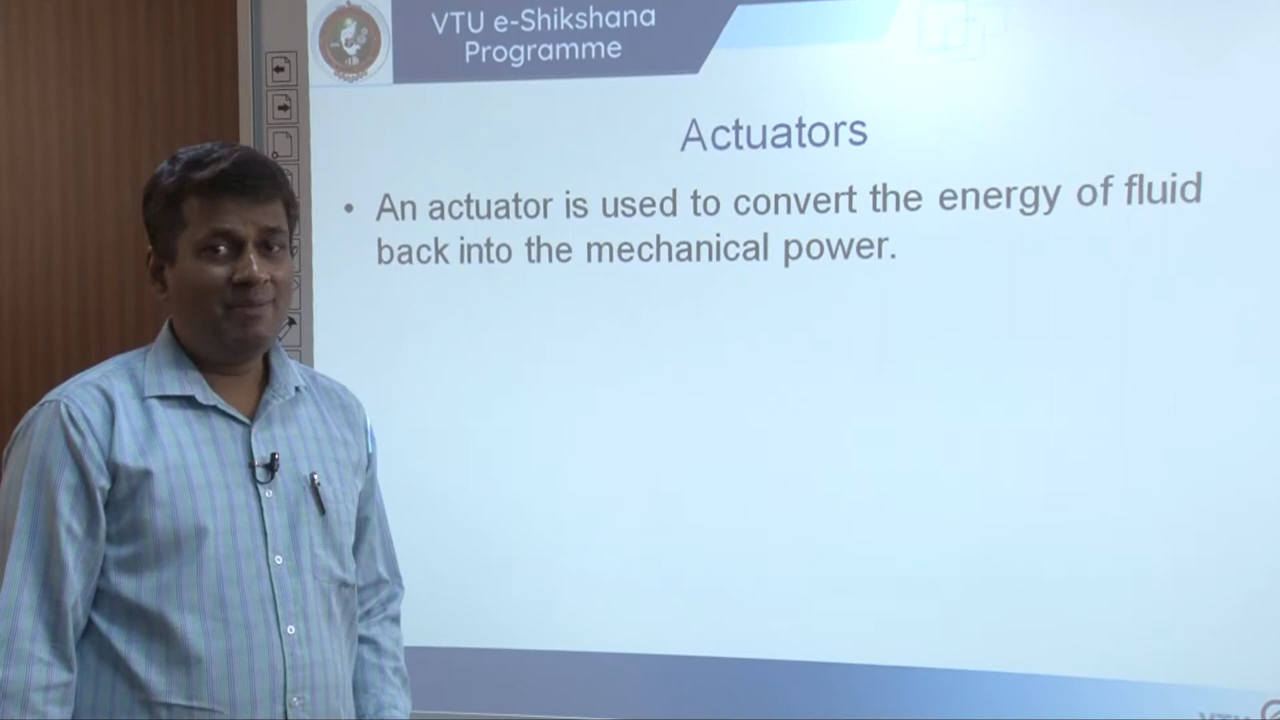 VTU e-Shikshana
Programme
Actuators
• An actuator is used to convert the energy of fluid
back into the mechanical power.
VTU